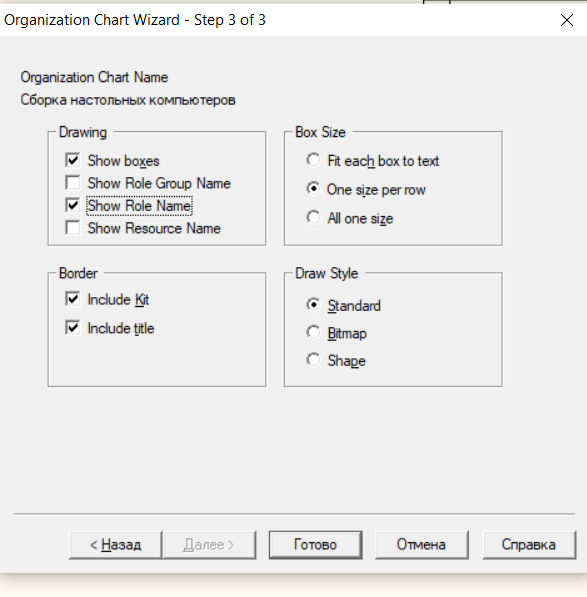 Organization Chart Wizard - Step 3 of 3
Organization Chart Name
Сборка настольных компьютеров
Drawing
Show boxes
Show Role Group Name
Show Role Name
Show Resource Name
Box Size
Fit each box to text
One size per row
All one size
Border
Include Kit
Include title
Draw Style
Standard
Bitmap
Shape
< Назад
Далее >
Готово
Отмена
Справка